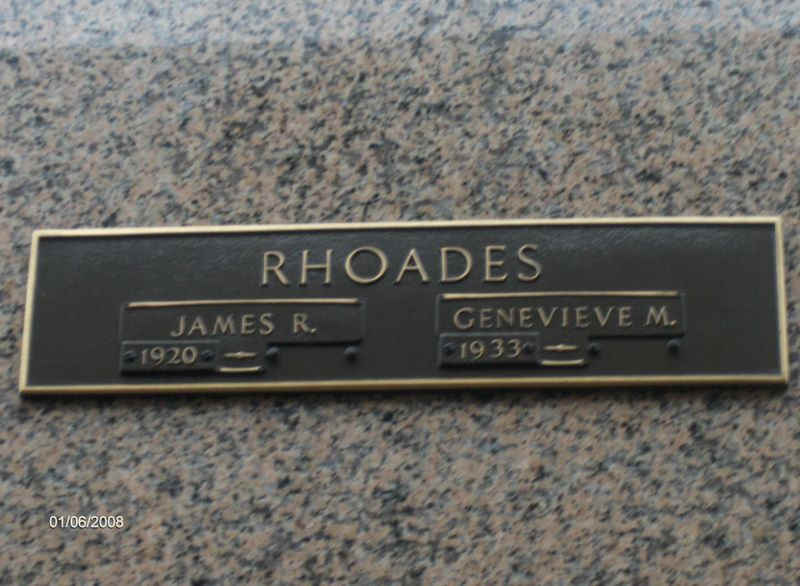 RHOADES
JAMES R. GENEVIEVE M.
1920 – 1933 –
01/06/2008